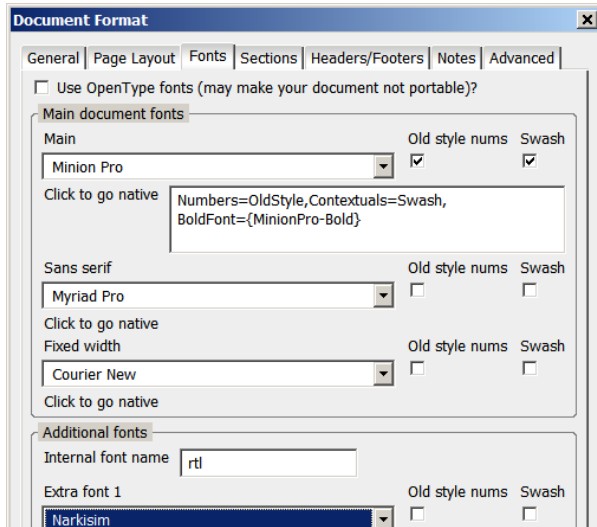 Document Format
General Page Layout Fonts Sections Headers/Footers Notes Advanced
Use OpenType fonts (may make your document not portable)?
Main document fonts
Main Old style nums Swash
Minion Pro
Click to go native Numbers=OldStyle,Contextuals=Swash,
BoldFont={MinionPro-Bold}
Sans serif Old style nums Swash
Myriad Pro
Click to go native
Fixed width Old style nums Swash
Courier New
Click to go native
Additional fonts
Internal font name rtl
Extra font 1 Old style nums Swash
Narkisim